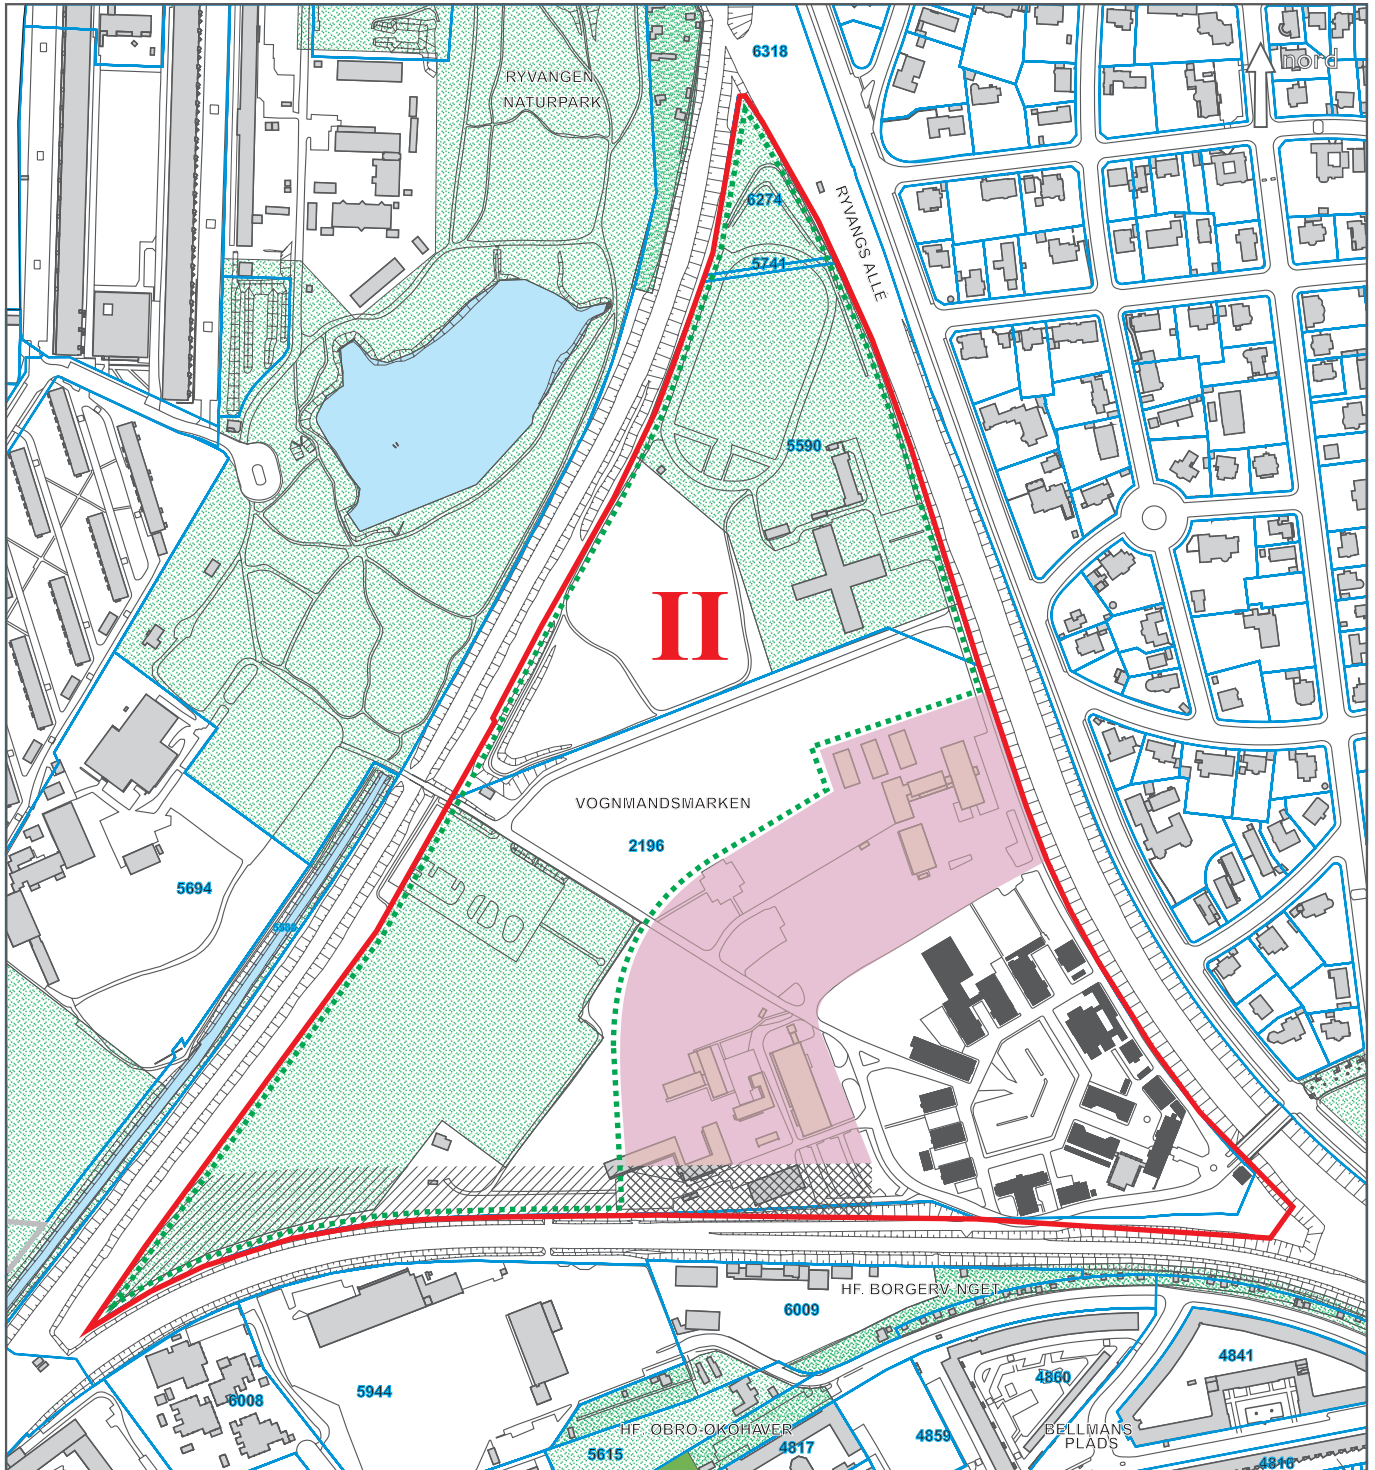 6318
nord
RYVANGEN
NATURPARK
6274
RYVANGS ALLÉ
5741
5590
II
VOGNMANDSMARKEN
2196
5694
HF. BORGERV NGET
6009
4841
4860
5944
6008
HF. OBRO-OKOHAVER
4859
BELLMANS
PLADS
4817
5615
4816